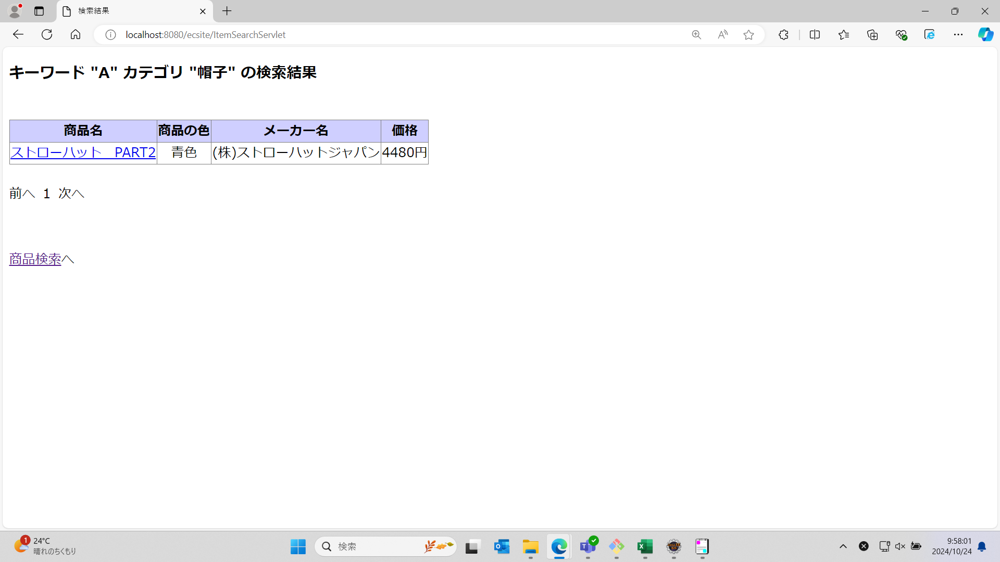 検索結果
localhost:8080/ecsite/ItemSearchServlet
キーワード "A" カテゴリ "帽子" の検索結果
商品名 商品の色 メーカー名 価格
ストローハット　PART2 青色 (株)ストローハットジャパン 4480円
前へ 1 次へ
商品検索へ
1
24°C
晴れのちくもり
検索
9:58:01
2024/10/24